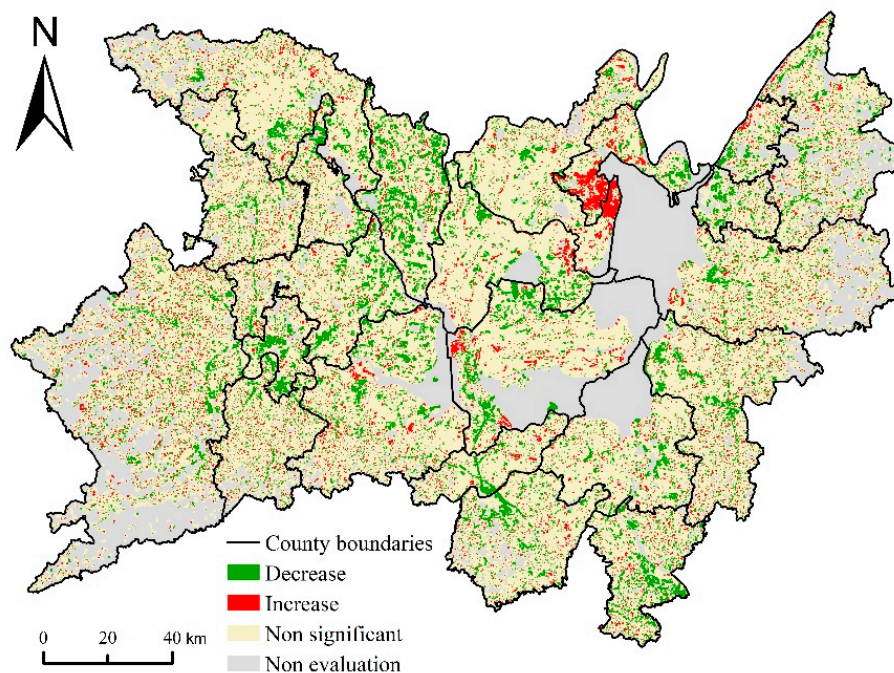 N
County boundaries
Decrease
Increase
Non significant
Non evaluation
0 20 40 km